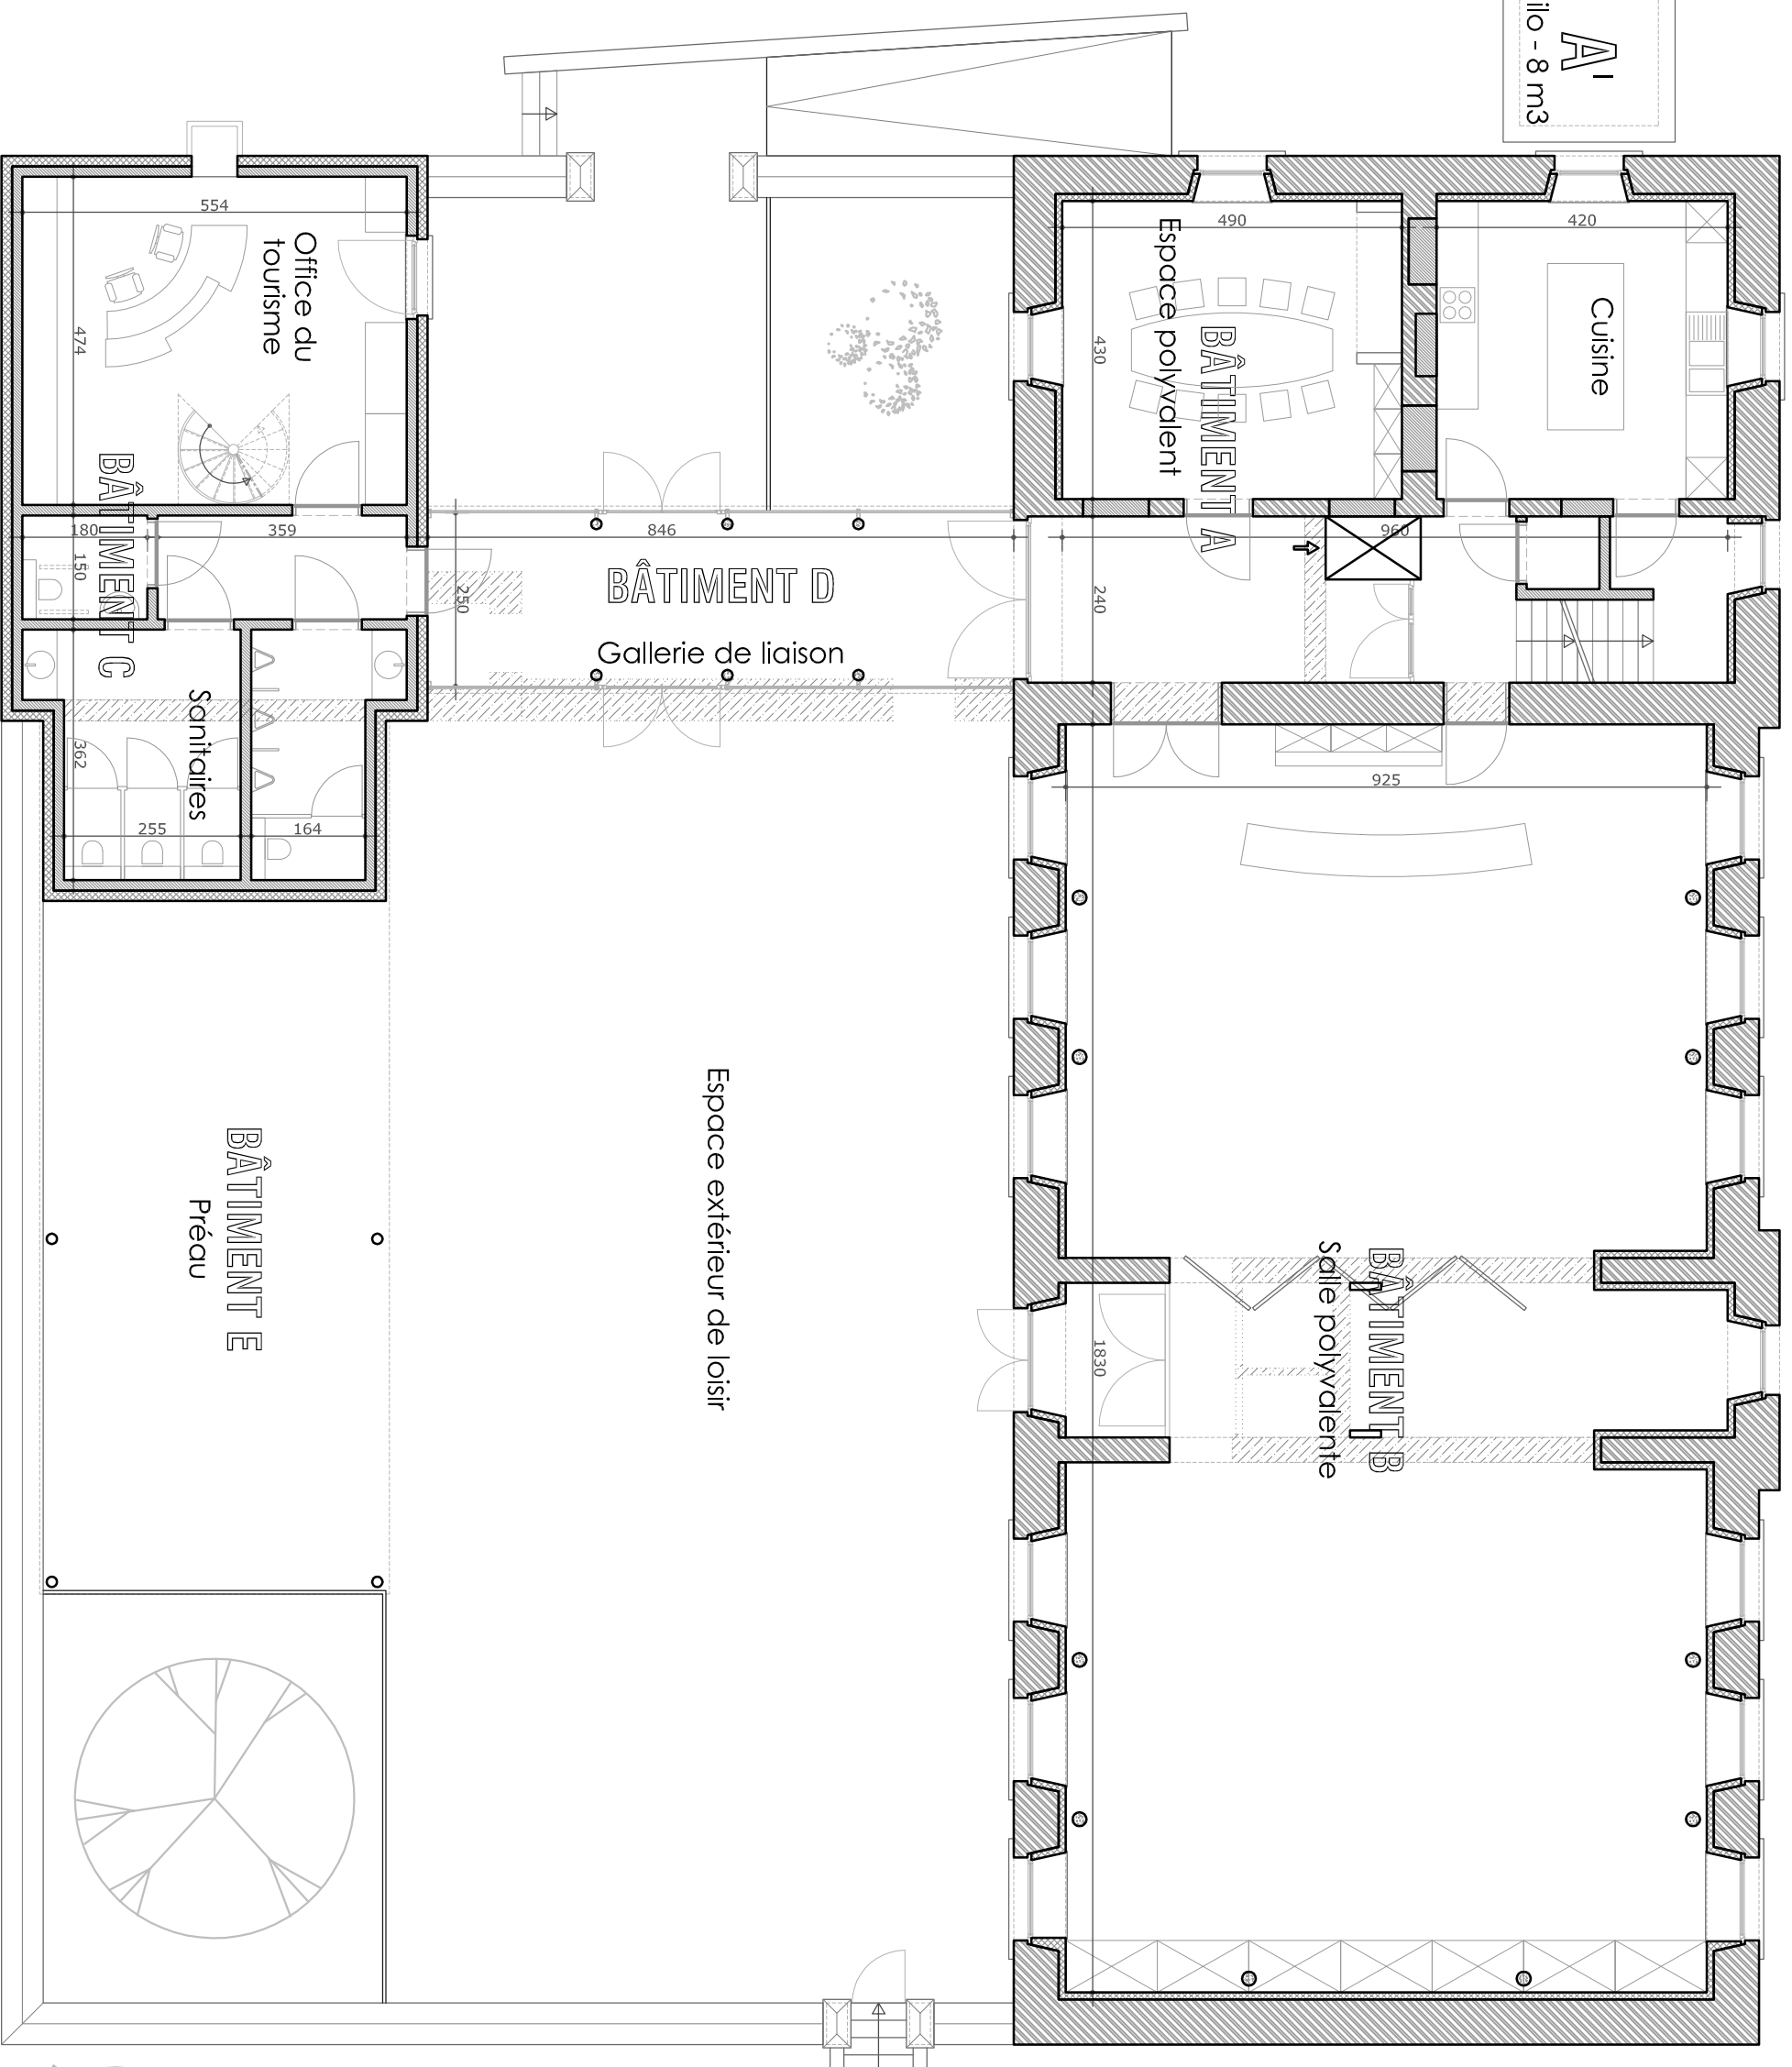 A'
ilo - 8 m3
554
Office du
tourisme
474
BÂTIMENT C
180
359
150
Sanitaires
362
255
164
846
250
BÂTIMENT D
Gallerie de liaison
490
420
Espace polyvalent
BÂTIMENT A
430
Cuisine
960
240
925
Espace extérieur de loisir
BÂTIMENT E
Préau
1830
BÂTIMENT B
Salle polyvalente